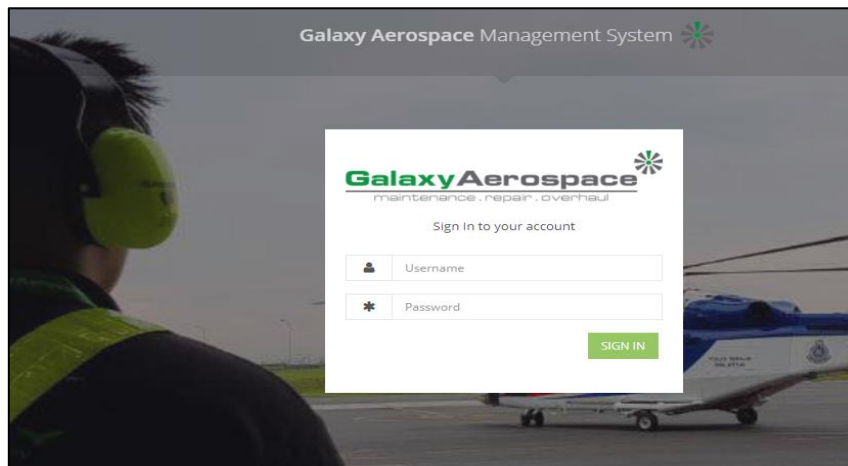 Galaxy Aerospace Management System
GalaxyAerospace
maintenance . repair . overhaul
Sign In to your account
Username
Password
SIGN IN